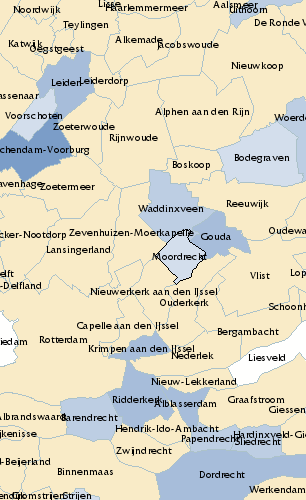 Lisse
Aalsmeer
Noordwijk
Haarlemmermeer
Uithoorn
Teylingen
De Ronde V
Katwijk
Alkemade
Jacobswoude
Oegstgeest
Nieuwkoop
Leiden
Leiderdorp
assenaar
Voorschoten
Alphen aan den Rijn
Woerde
Zoeterwoude
Rijnwoude
chendam-Voorburg
Bodegraven
Boskoop
avenhage
Zoetermeer
Reeuwijk
Waddinxveen
cker-Nootdorp
Zevenhuizen-Moerkapelle
Gouda
Oudewa
Lansingerland
Moordrecht
elft
Vlist
Lop
-Delfland
Nieuwerkerk aan den IJssel
Ouderkerk
Schoonh
Capelle aan den IJssel
Bergambacht
iedam
Rotterdam
Krimpen aan den IJssel
Nederlek
Liesveld
Nieuw-Lekkerland
Ridderkerk
Graafstroom
Alblasserdam
Giessen
Albrandswaard
Barendrecht
Hendrik-Ido-Ambacht
ijkenisse
Papendrecht
Hardinxveld-Gi
Sliedrecht
Zwijndrecht
l-Beijerland
Binnenmaas
Dordrecht
Werkendam
Cromstrijen
Strijen